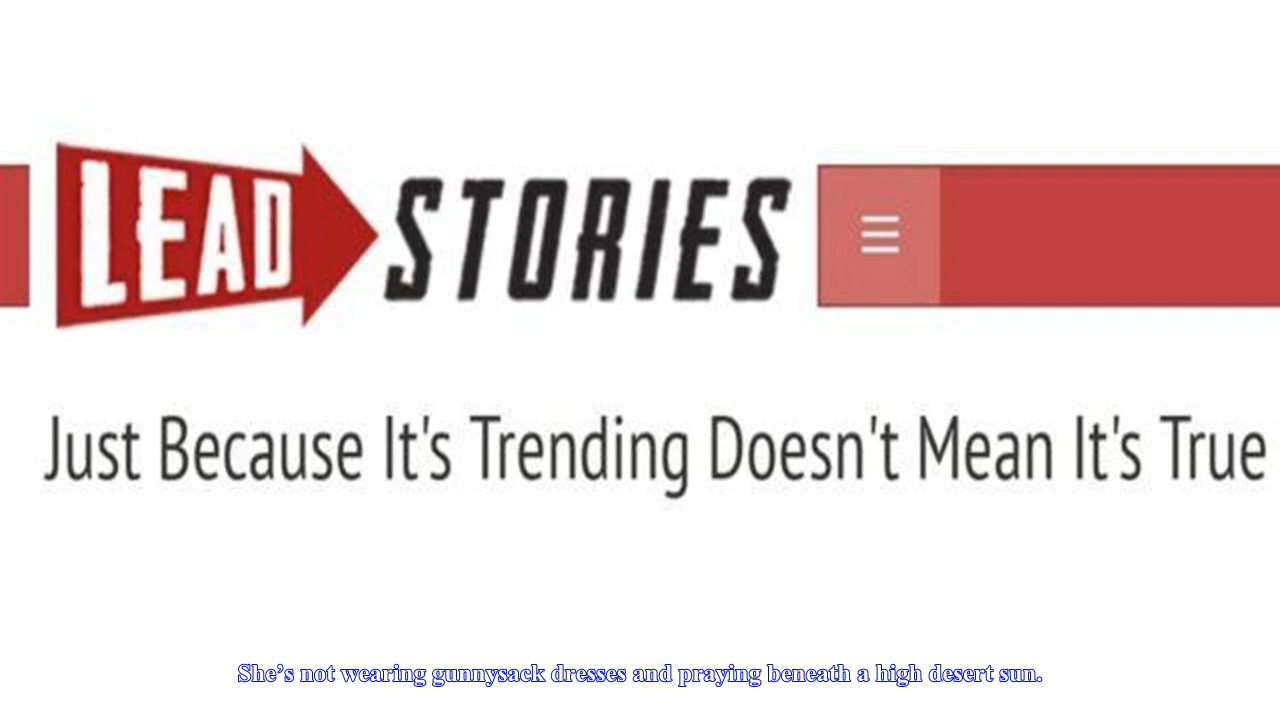 LEAD STORIES
Just Because It's Trending Doesn't Mean It's True
She’s not wearing gunnysack dresses and praying beneath a high desert sun.